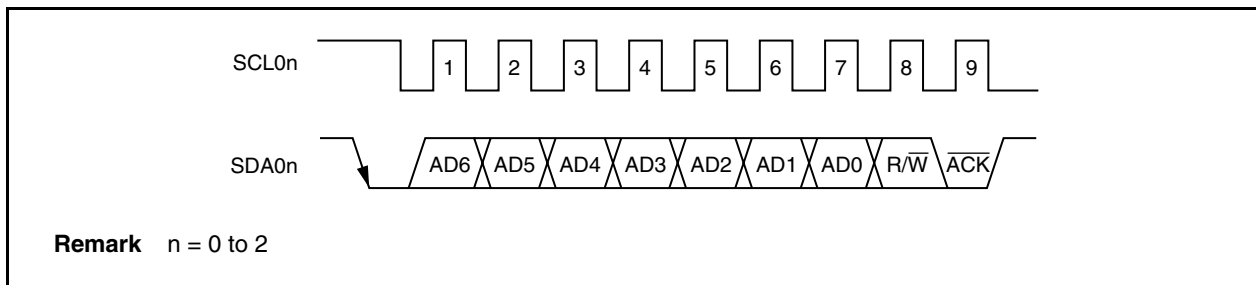 SCL0n 1 2 3 4 5 6 7 8 9
SDA0n AD6 AD5 AD4 AD3 AD2 AD1 AD0 R/W̅ A̅C̅K̅
Remark n = 0 to 2